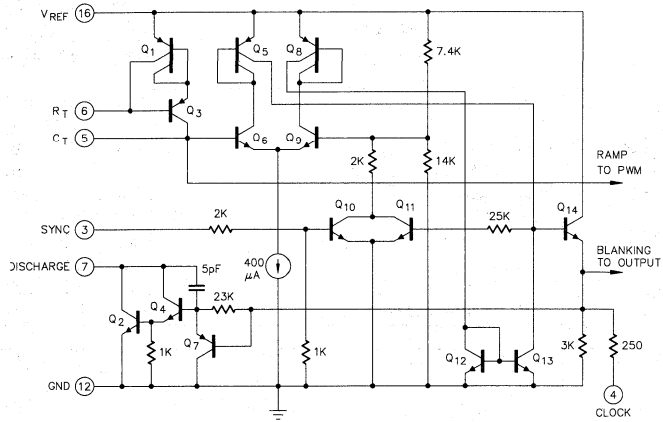 VREF 16
Q1
Q5
Q8
7.4K
RT 6
Q3
CT 5
Q6
Q9
2K
14K
RAMP
TO PWM
Q10
Q11
Q14
2K
25K
SYNC 3
BLANKING
TO OUTPUT
DISCHARGE 7
5pF
400
µA
Q4
23K
Q2
Q7
1K
1K
Q12
Q13
3K
250
GND 12
4
CLOCK